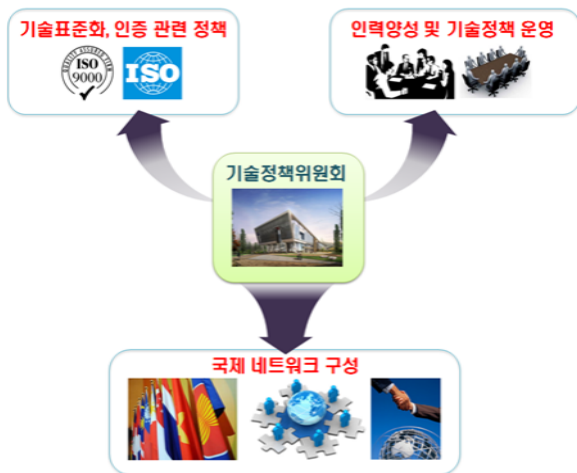 기술표준화, 인증 관련 정책
ISO
9000
ISO
인력양성 및 기술정책 운영
기술정책위원회
국제 네트워크 구성